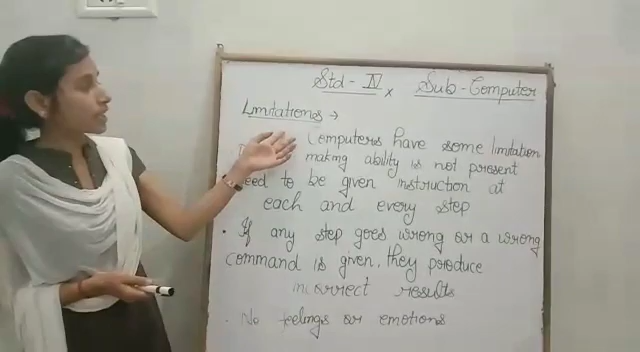 Std - IV x Sub - Computer
Limitations →
Computers have some limitation
making ability is not present
need to be given instruction at
each and every step
• If any step goes wrong or a wrong
command is given, they produce
incorrect results
• No feelings or emotions